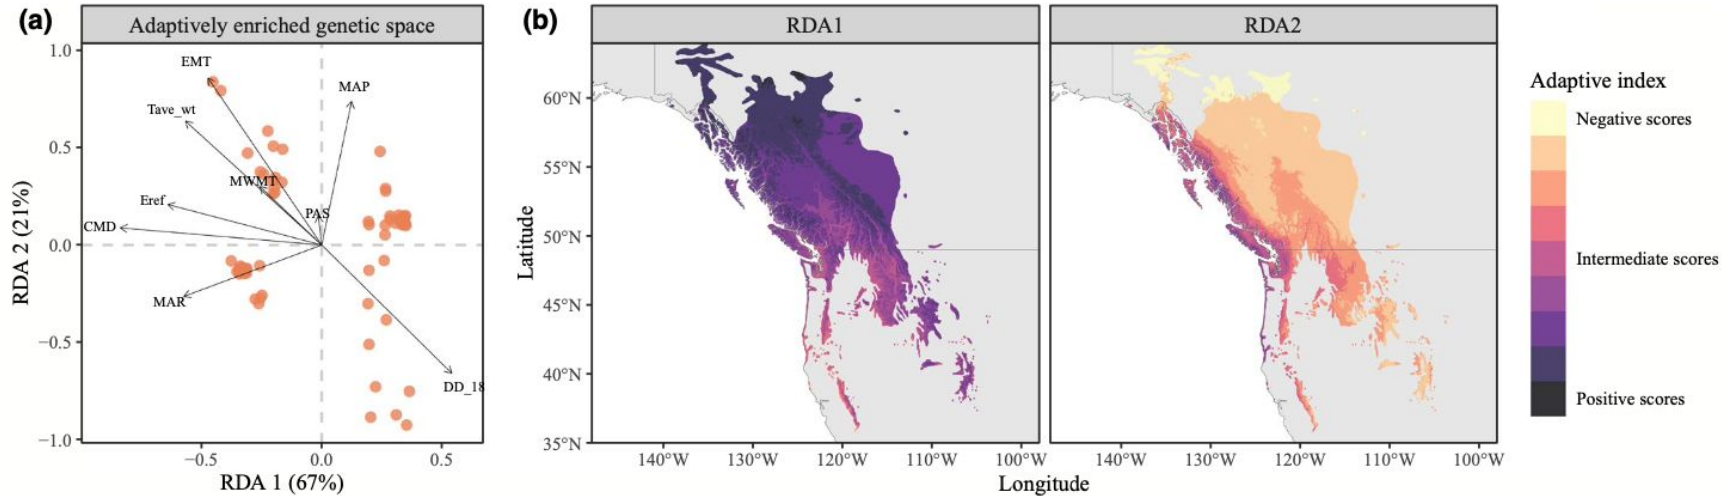 (a)
Adaptively enriched genetic space
1.0
0.5
0.0
−0.5
−1.0
RDA 2 (21%)
EMT
MAP
Tave_wt
MWMT
Eref
PAS
CMD
MAR
DD_18
−0.5
0.0
0.5
RDA 1 (67%)
(b)
RDA1
RDA2
60°N
55°N
50°N
45°N
40°N
35°N
Latitude
140°W 130°W 120°W 110°W 100°W
140°W 130°W 120°W 110°W 100°W
Longitude
Adaptive index
Negative scores
Intermediate scores
Positive scores